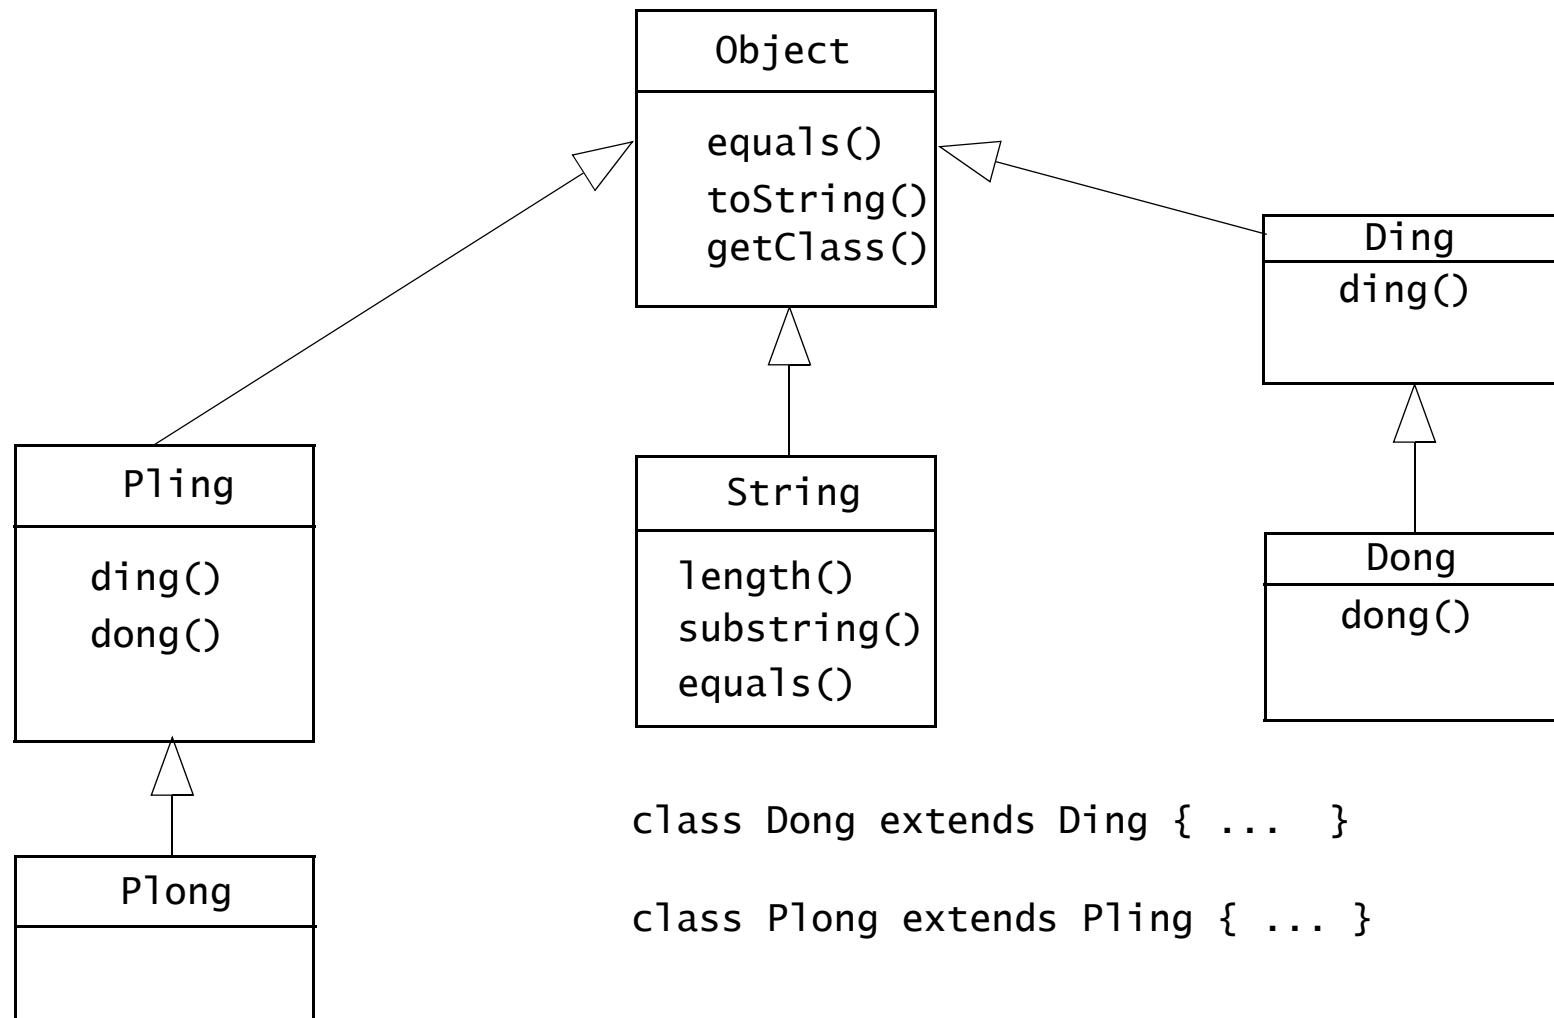 Object
equals()
toString()
getClass()
Ding
ding()
Pling
ding()
dong()
String
length()
substring()
equals()
Dong
dong()
Plong
class Dong extends Ding { ...  }
class Plong extends Pling { ... }